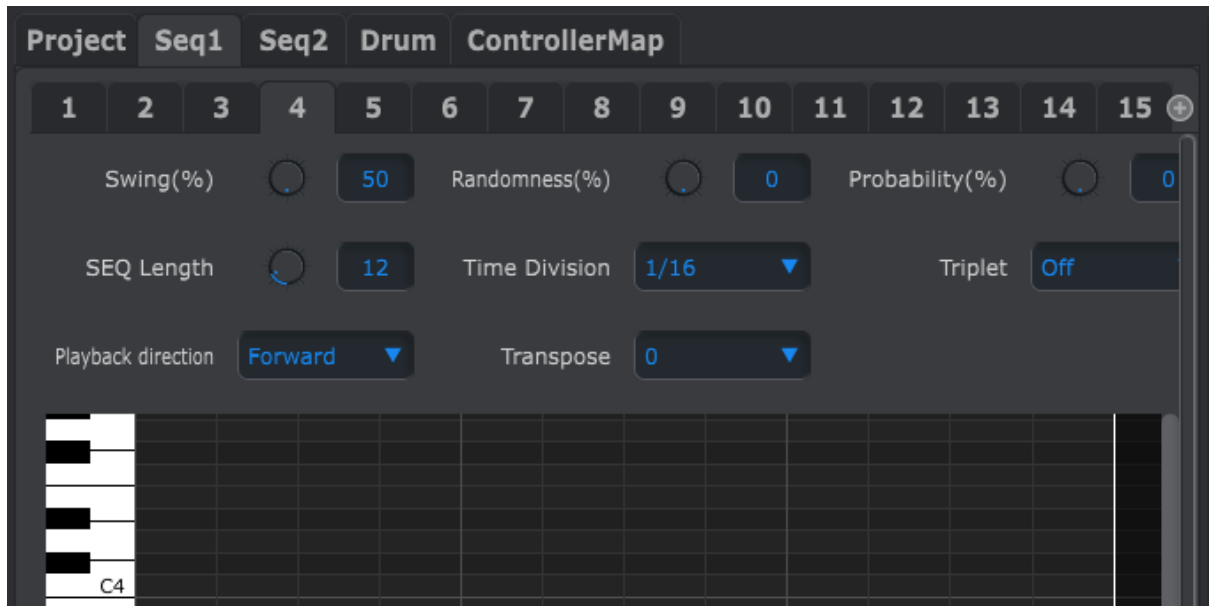 Project Seq1 Seq2 Drum ControllerMap
1 2 3 4 5 6 7 8 9 10 11 12 13 14 15
Swing(%) 50 Randomness(%) 0 Probability(%) 0
SEQ Length 12 Time Division 1/16 Triplet Off
Playback direction Forward Transpose 0
C4